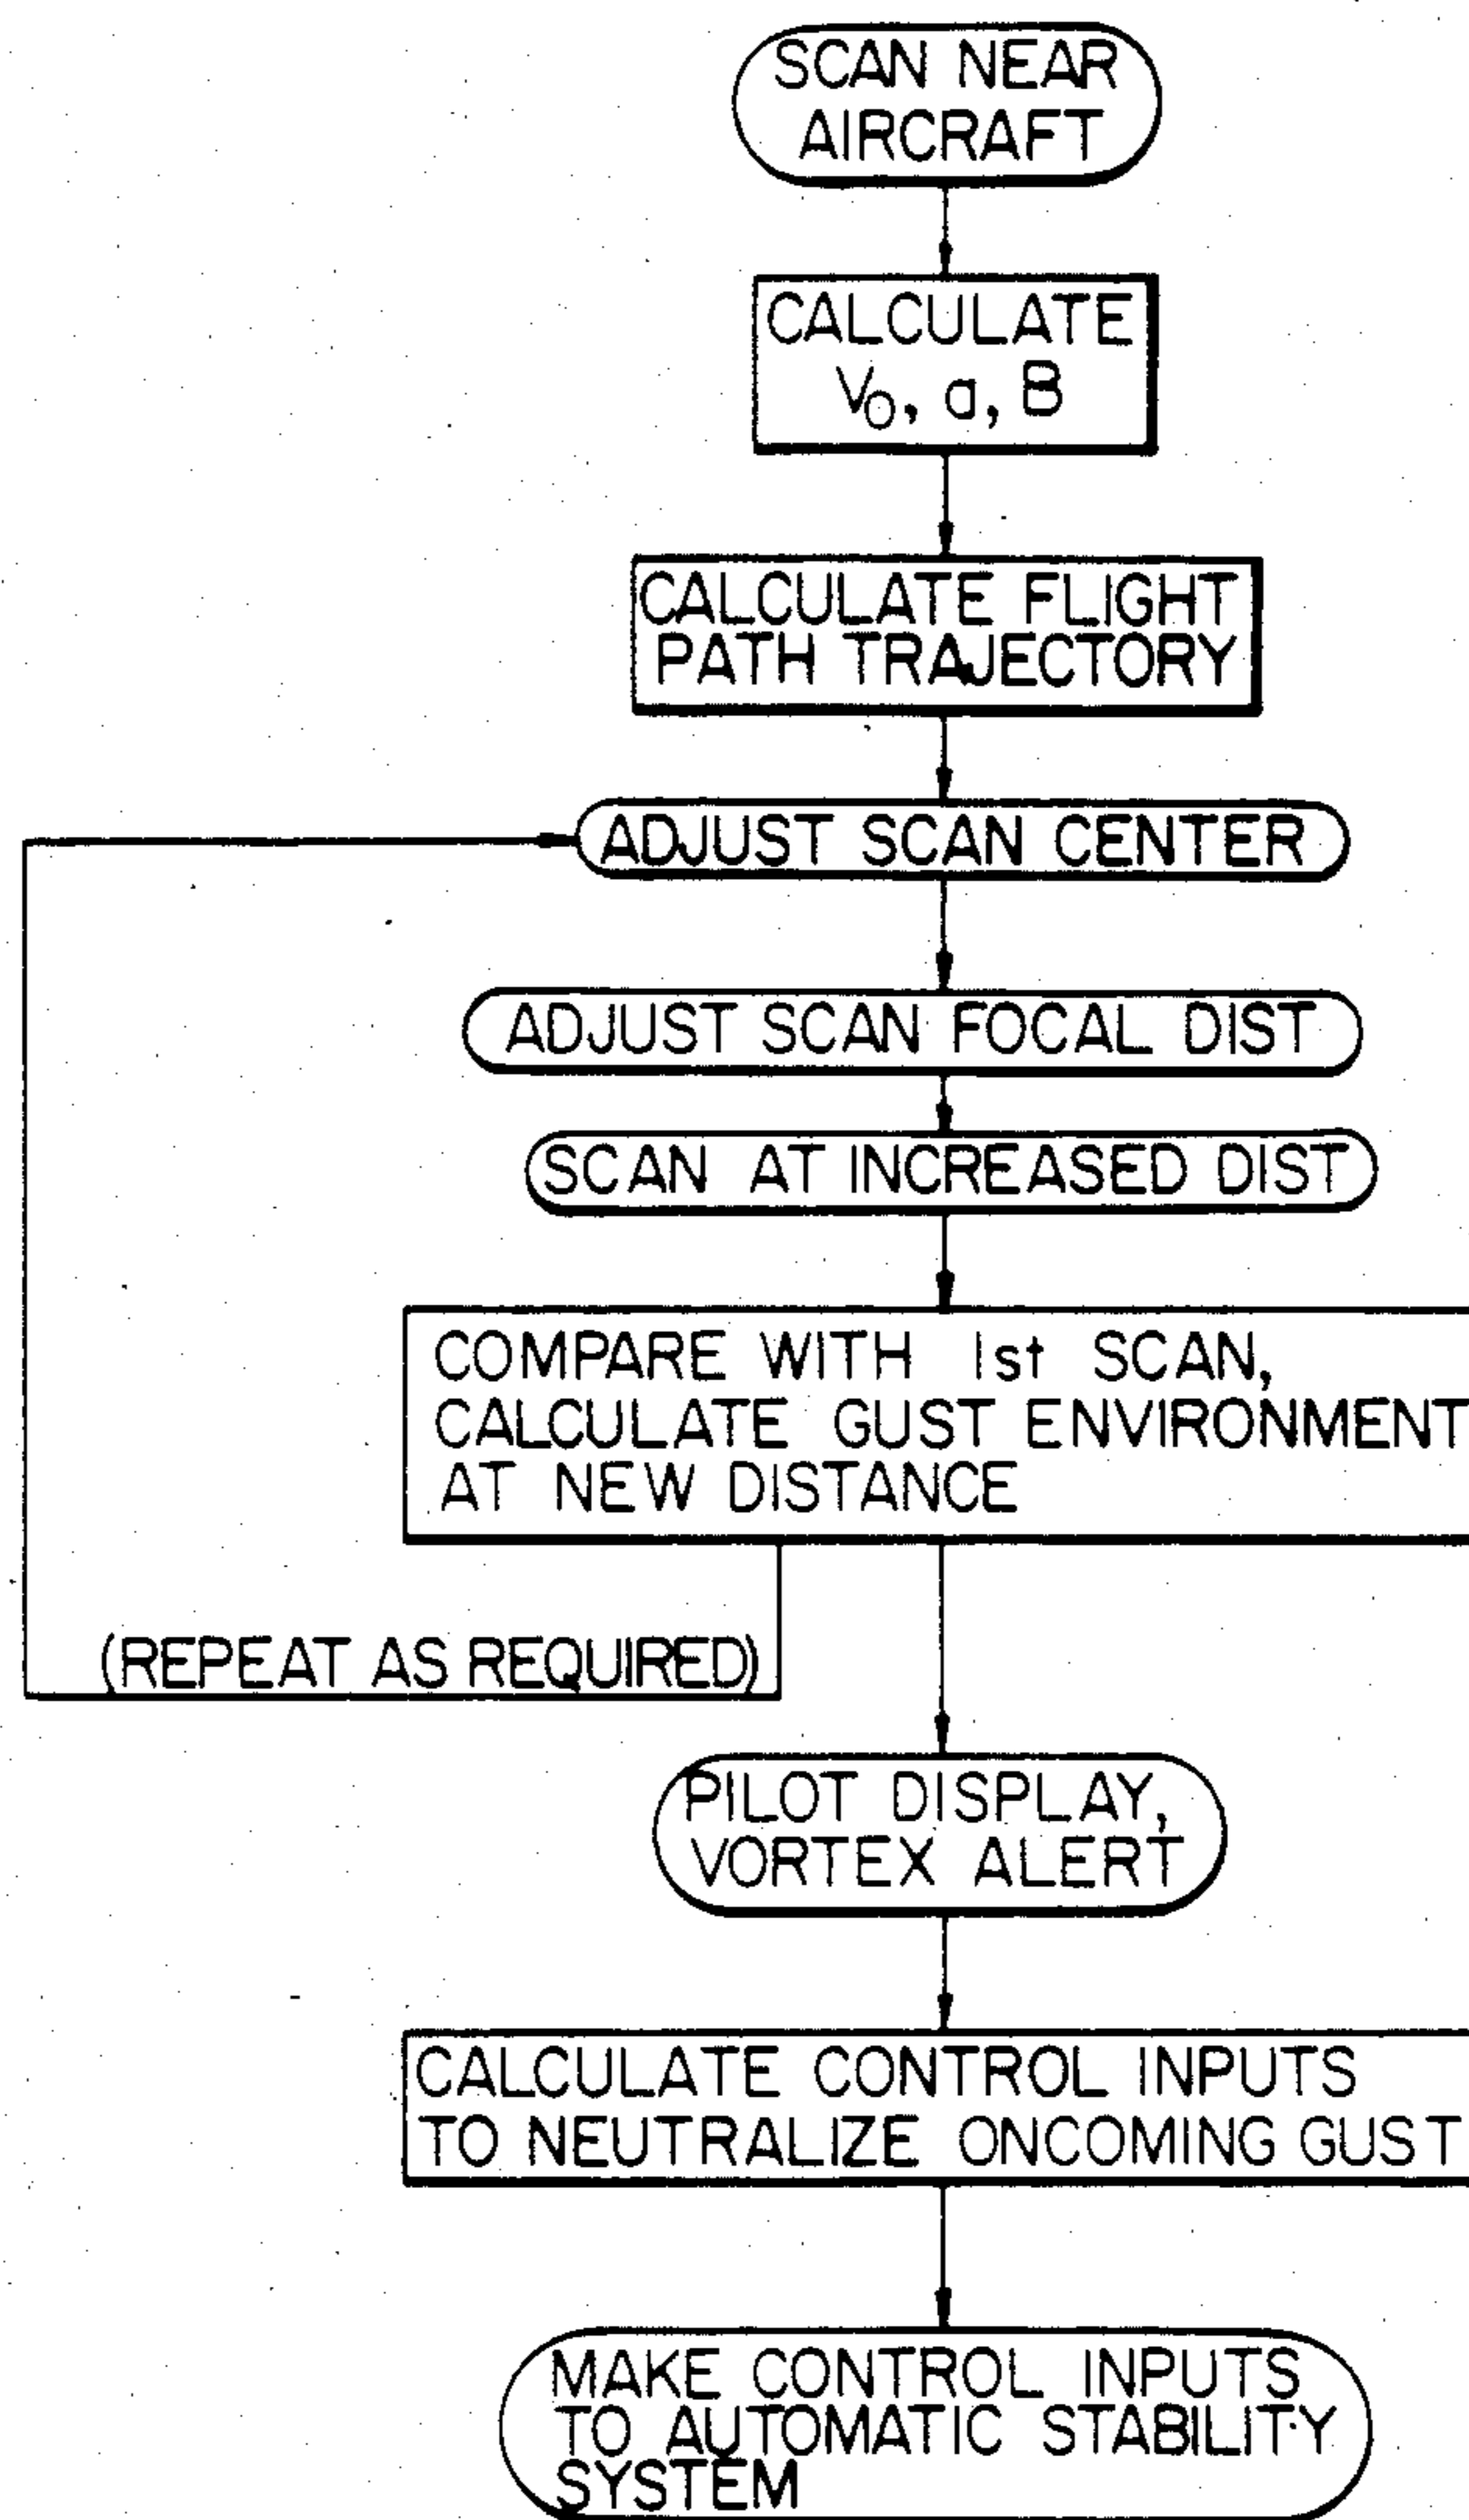 SCAN NEAR
AIRCRAFT
CALCULATE
V₀, a, B
CALCULATE FLIGHT
PATH TRAJECTORY
ADJUST SCAN CENTER
ADJUST SCAN FOCAL DIST
SCAN AT INCREASED DIST
COMPARE WITH 1st SCAN,
CALCULATE GUST ENVIRONMENT
AT NEW DISTANCE
(REPEAT AS REQUIRED)
PILOT DISPLAY,
VORTEX ALERT
CALCULATE CONTROL INPUTS
TO NEUTRALIZE ONCOMING GUST
MAKE CONTROL INPUTS
TO AUTOMATIC STABILITY
SYSTEM